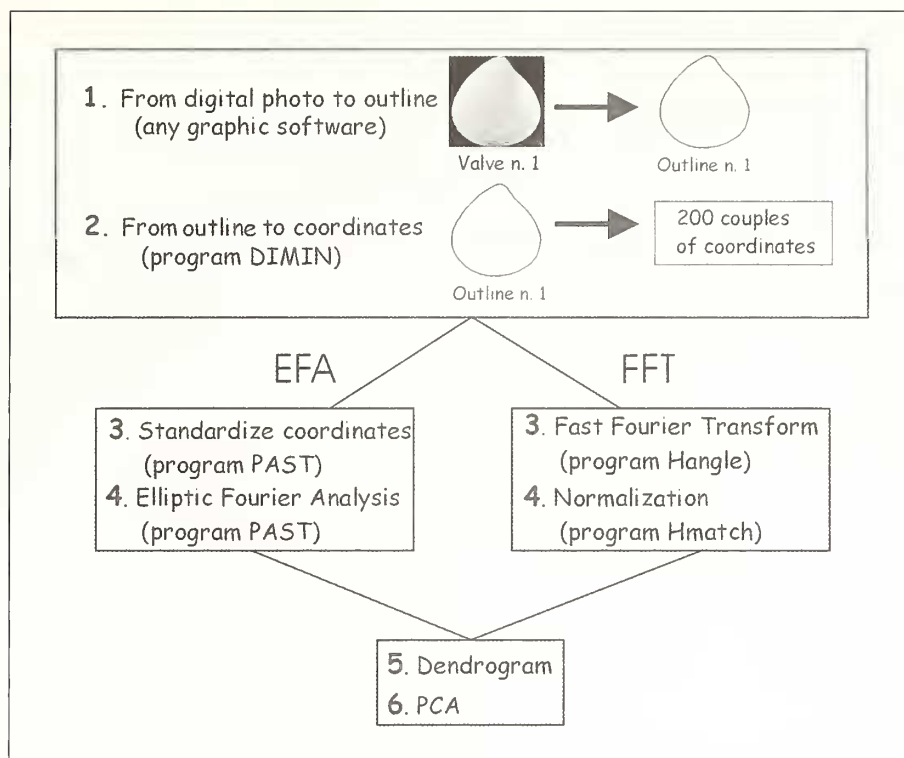 1. From digital photo to outline
(any graphic software)
Valve n. 1
Outline n. 1
2. From outline to coordinates
(program DIMIN)
Outline n. 1
200 couples
of coordinates
EFA
FFT
3. Standardize coordinates
(program PAST)
4. Elliptic Fourier Analysis
(program PAST)
3. Fast Fourier Transform
(program Hangle)
4. Normalization
(program Hmatch)
5. Dendrogram
6. PCA